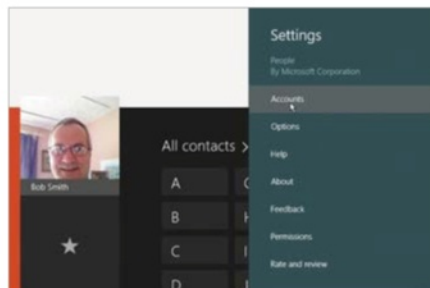 Settings
People
By Microsoft Corporation
Accounts
Options
Help
About
Feedback
Permissions
Rate and review
Bob Smith
All contacts >
A
B
C
D